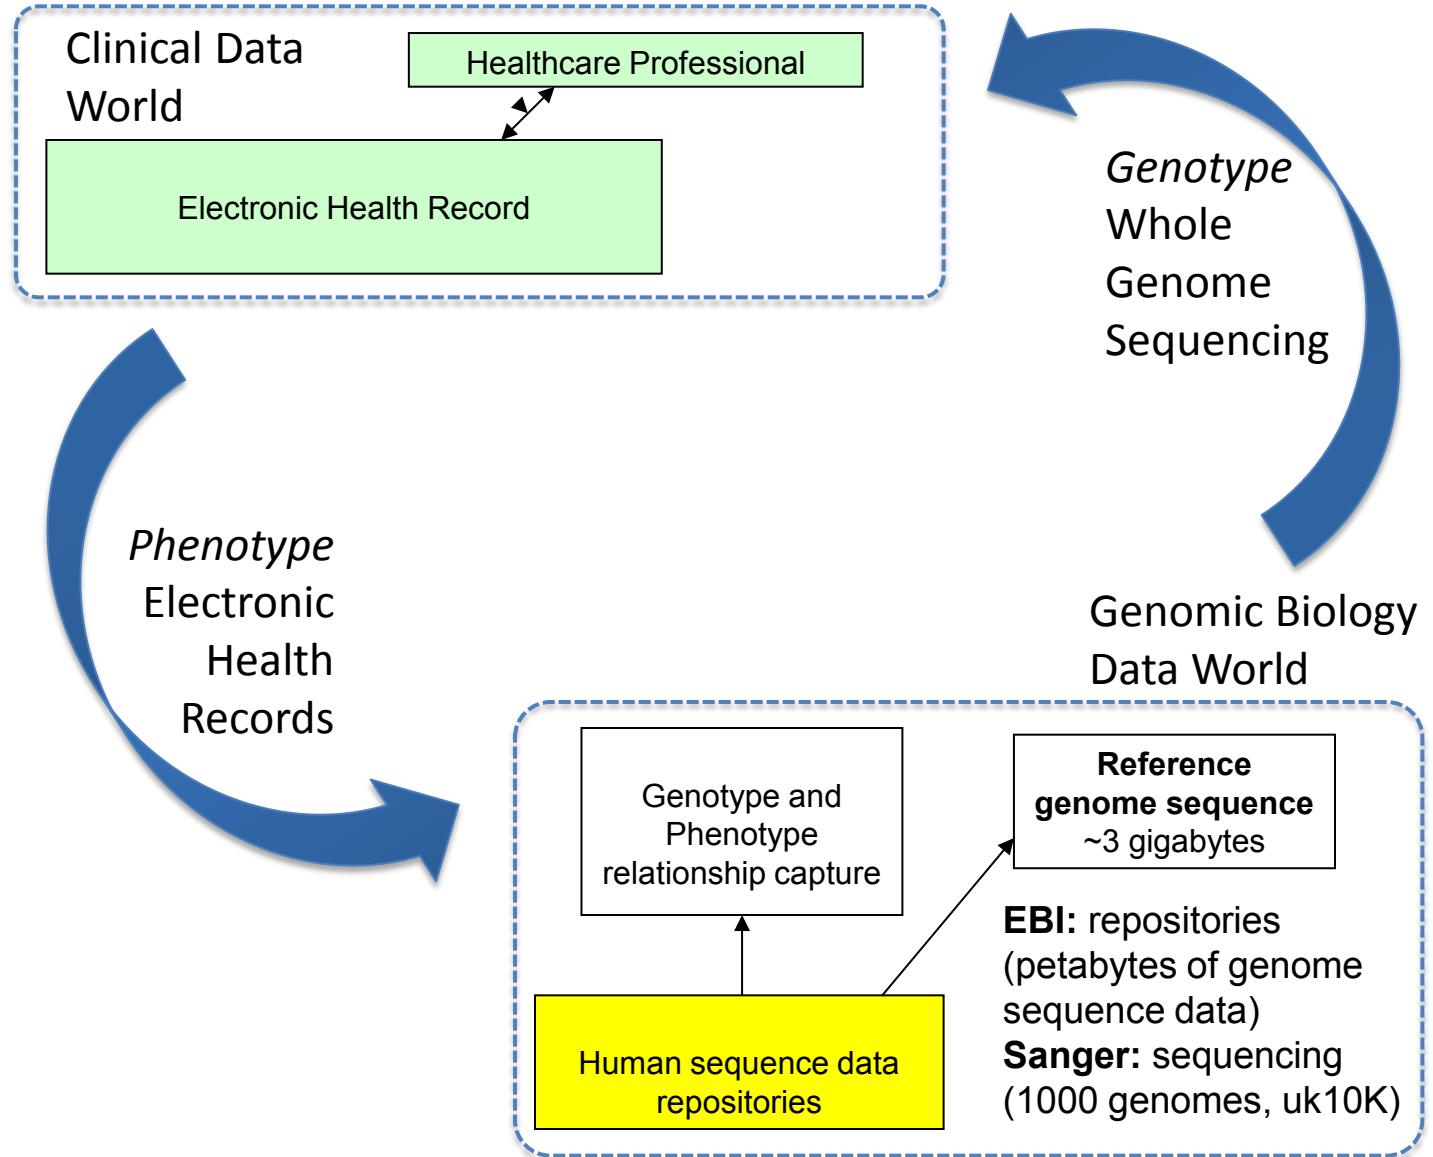 Clinical Data
World
Healthcare Professional
Electronic Health Record
Genotype
Whole
Genome
Sequencing
Phenotype
Electronic
Health
Records
Genomic Biology
Data World
Genotype and
Phenotype
relationship capture
Reference
genome sequence
~3 gigabytes
EBI: repositories
(petabytes of genome
sequence data)
Sanger: sequencing
(1000 genomes, uk10K)
Human sequence data
repositories